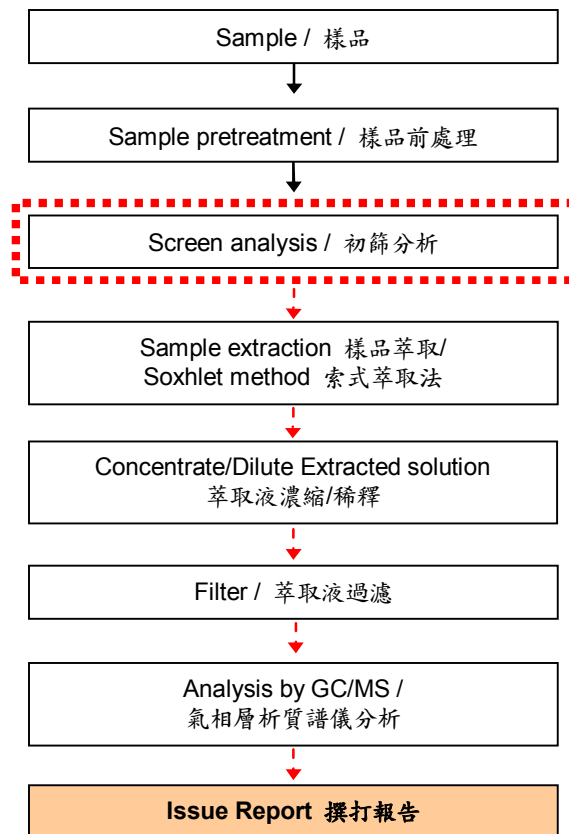 Sample / 樣品
Sample pretreatment / 樣品前處理
Screen analysis / 初篩分析
Sample extraction 樣品萃取/
Soxhlet method 索式萃取法
Concentrate/Dilute Extracted solution
萃取液濃縮/稀釋
Filter / 萃取液過濾
Analysis by GC/MS /
氣相層析質譜儀分析
Issue Report 撰打報告